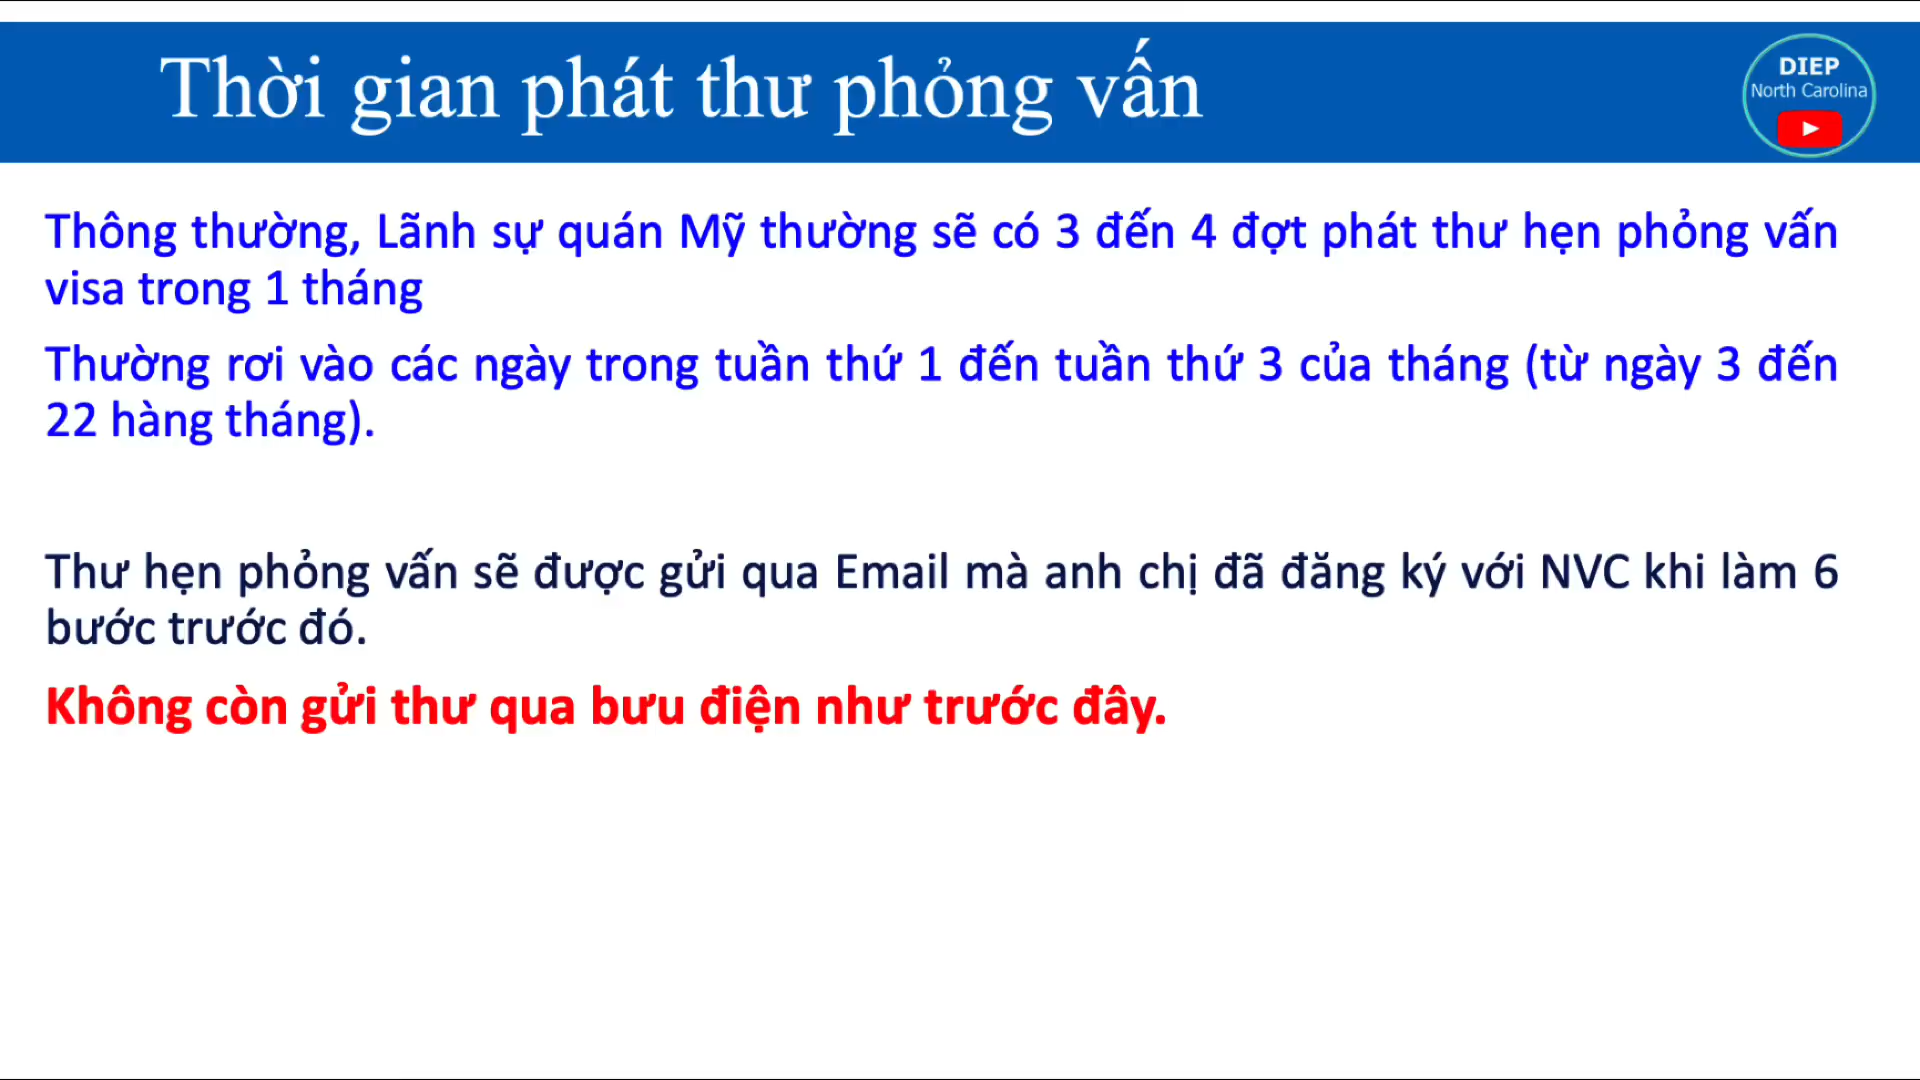 Thời gian phát thư phỏng vấn
DIEP
North Carolina
Thông thường, Lãnh sự quán Mỹ thường sẽ có 3 đến 4 đợt phát thư hẹn phỏng vấn
visa trong 1 tháng
Thường rơi vào các ngày trong tuần thứ 1 đến tuần thứ 3 của tháng (từ ngày 3 đến
22 hàng tháng).
Thư hẹn phỏng vấn sẽ được gửi qua Email mà anh chị đã đăng ký với NVC khi làm 6
bước trước đó.
Không còn gửi thư qua bưu điện như trước đây.